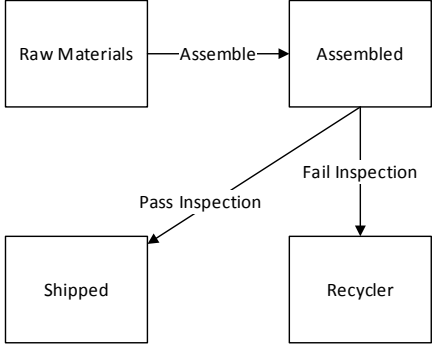 Raw Materials
Assemble
Assembled
Fail Inspection
Pass Inspection
Shipped
Recycler